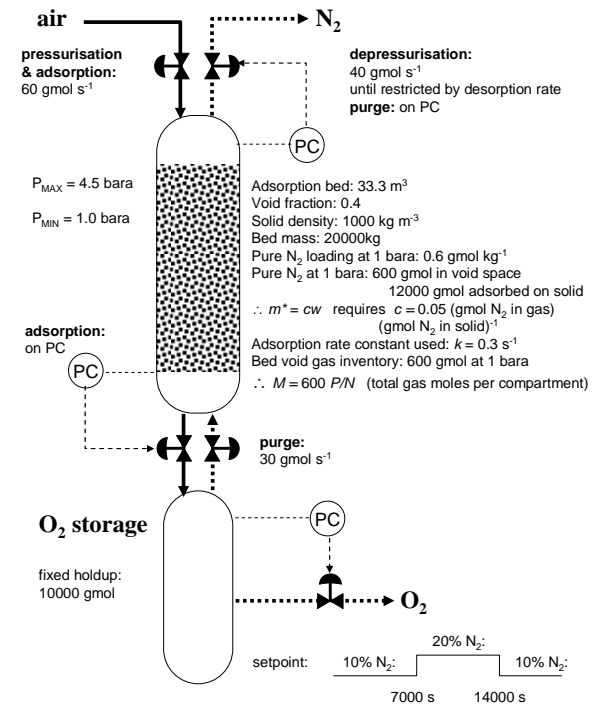 air
N2
pressurisation
& adsorption:
60 gmol s-1
depressurisation:
40 gmol s-1
until restricted by desorption rate
purge: on PC
PC
PMAX = 4.5 bara
PMIN = 1.0 bara
Adsorption bed: 33.3 m3
Void fraction: 0.4
Solid density: 1000 kg m-3
Bed mass: 20000kg
Pure N2 loading at 1 bara: 0.6 gmol kg-1
Pure N2 at 1 bara: 600 gmol in void space
12000 gmol adsorbed on solid
∴ m* = cw requires c = 0.05 (gmol N2 in gas)
(gmol N2 in solid)-1
Adsorption rate constant used: k = 0.3 s-1
Bed void gas inventory: 600 gmol at 1 bara
∴ M = 600 P/N (total gas moles per compartment)
adsorption:
on PC
PC
purge:
30 gmol s-1
O2 storage
fixed holdup:
10000 gmol
PC
O2
setpoint:
10% N2:
20% N2:
10% N2:
7000 s
14000 s